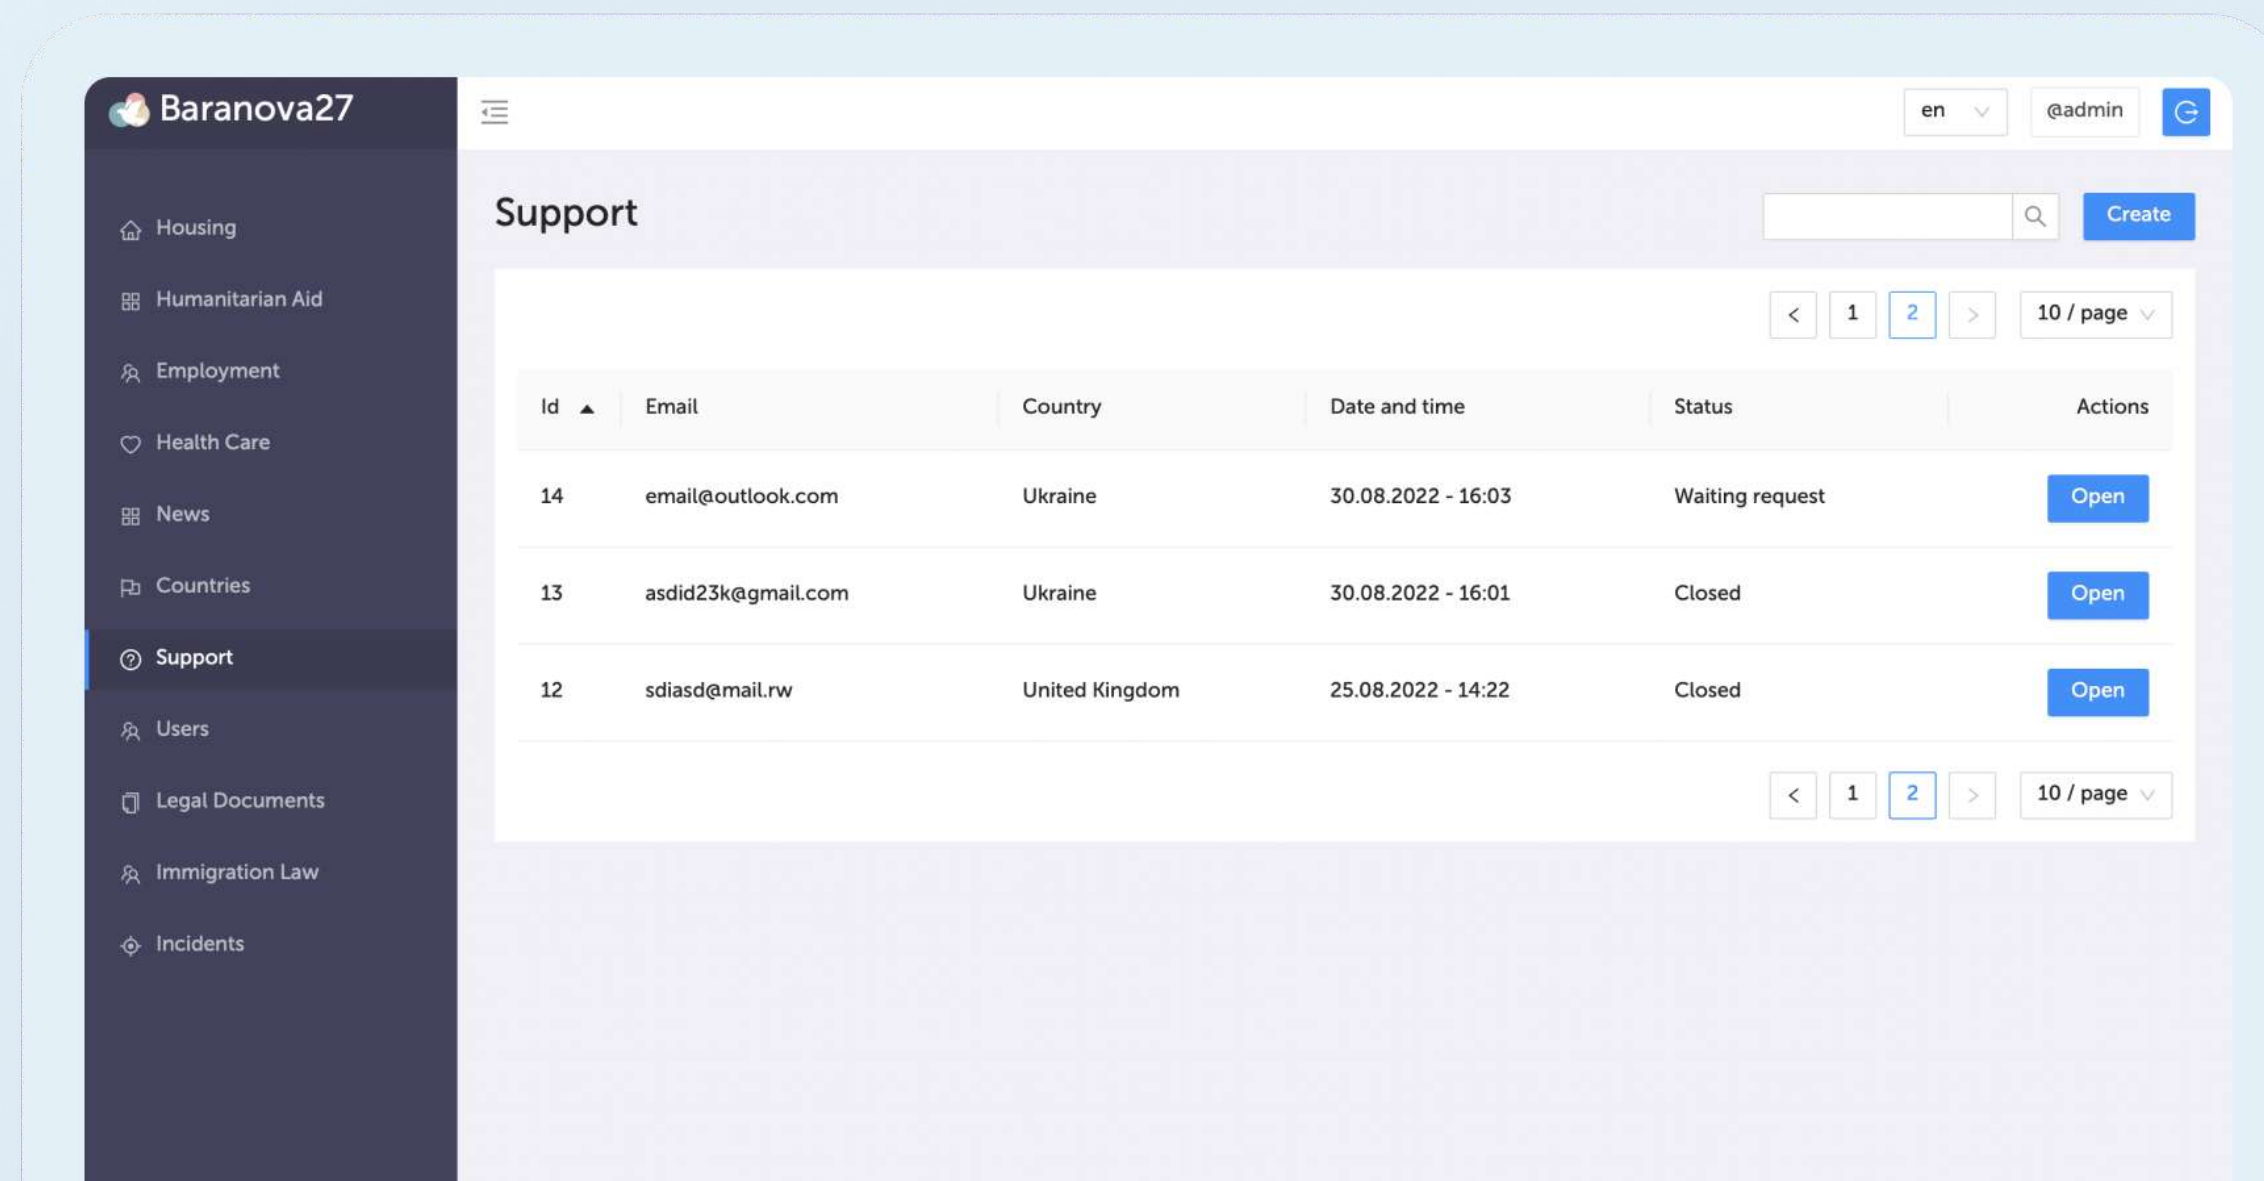 Baranova27
en
@admin
Housing
Humanitarian Aid
Employment
Health Care
News
Countries
Support
Users
Legal Documents
Immigration Law
Incidents
Support
Create
< 1 2 > 10 / page
Id Email Country Date and time Status Actions
14 email@outlook.com Ukraine 30.08.2022 - 16:03 Waiting request Open
13 asdid23k@gmail.com Ukraine 30.08.2022 - 16:01 Closed Open
12 sdiasd@mail.rw United Kingdom 25.08.2022 - 14:22 Closed Open
< 1 2 > 10 / page